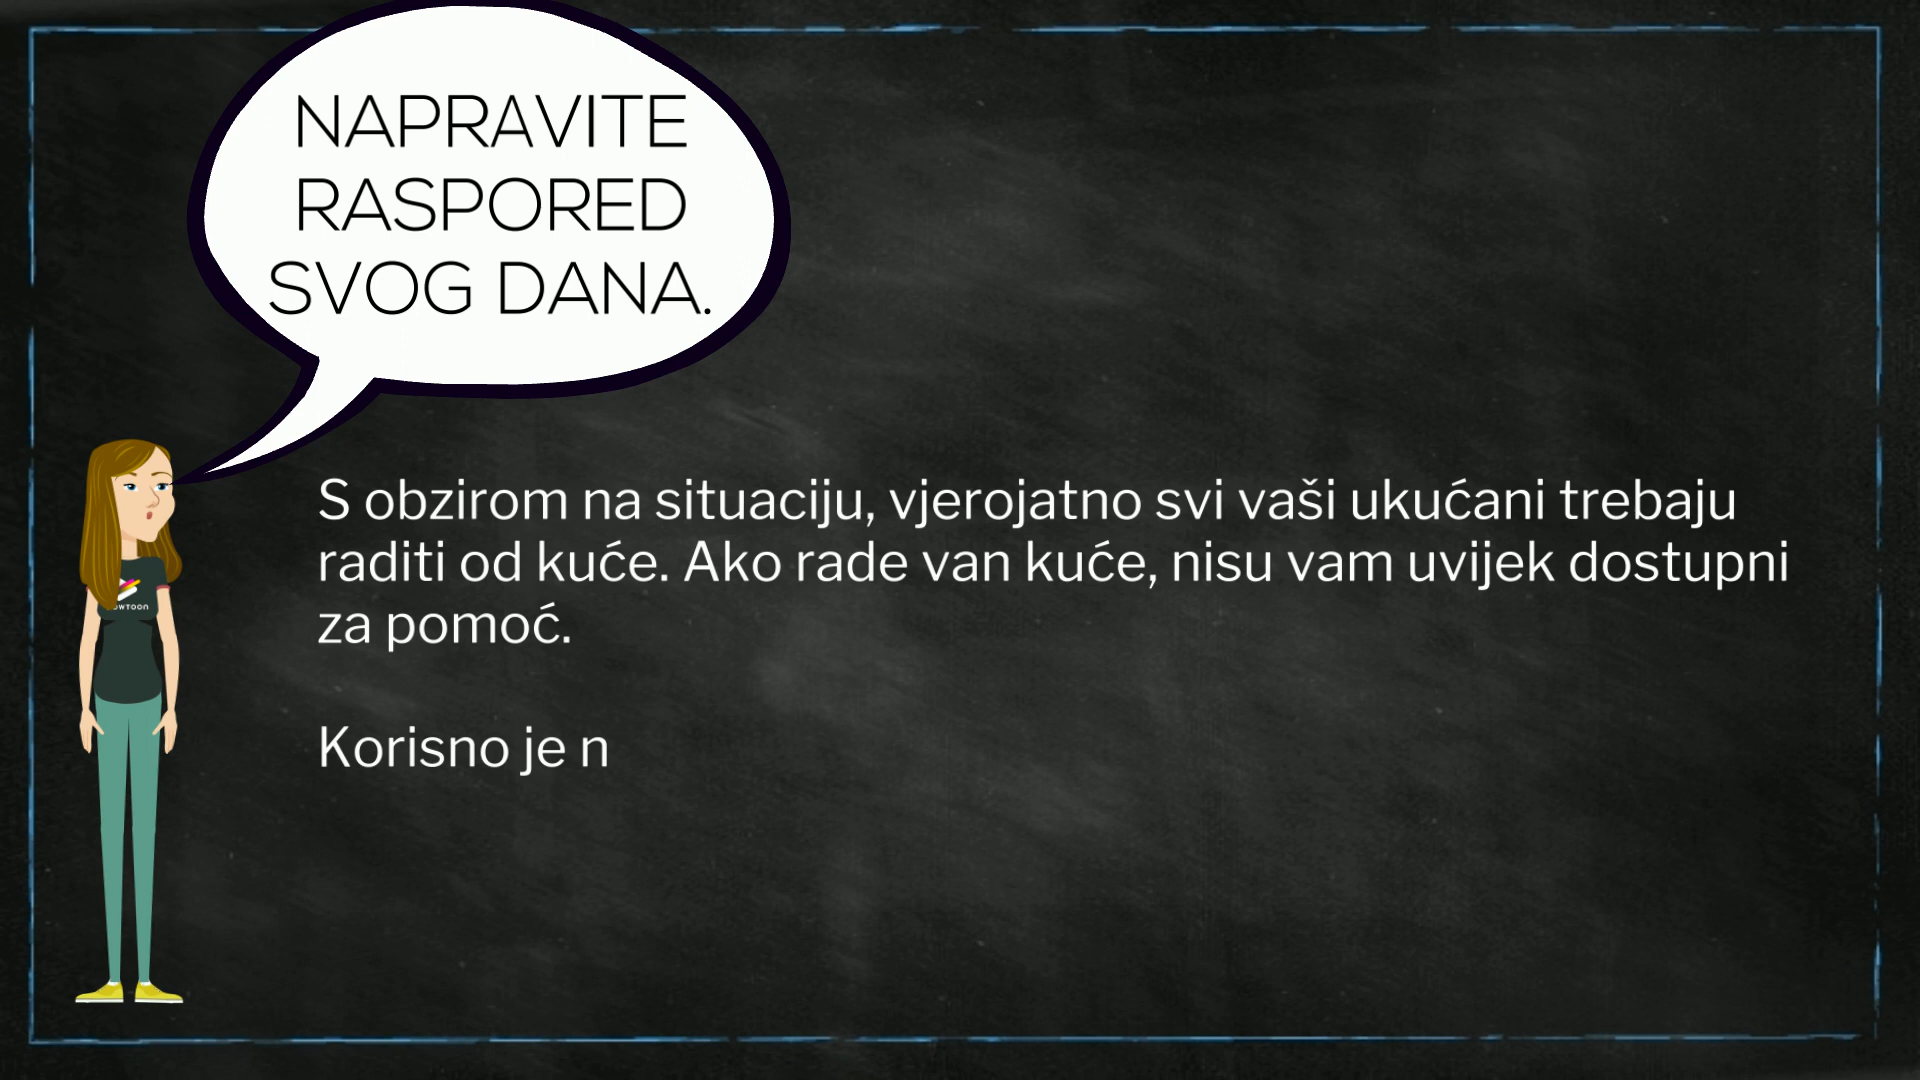 NAPRAVITE
RASPORED
SVOG DANA.
S obzirom na situaciju, vjerojatno svi vaši ukućani trebaju
raditi od kuće. Ako rade van kuće, nisu vam uvijek dostupni
za pomoć.
Korisno je n